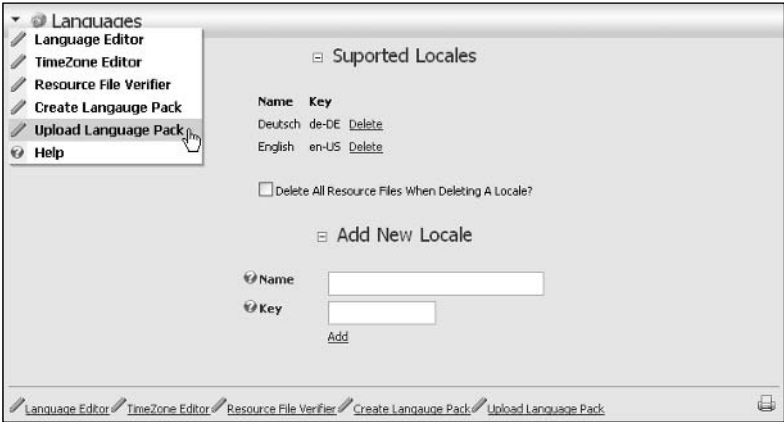 Languages
Language Editor
TimeZone Editor
Resource File Verifier
Create Langauge Pack
Upload Language Pack
Help
Suported Locales
Name Key
Deutsch de-DE Delete
English en-US Delete
Delete All Resource Files When Deleting A Locale?
Add New Locale
Name
Key
Add
Language Editor TimeZone Editor Resource File Verifier Create Langauge Pack Upload Language Pack